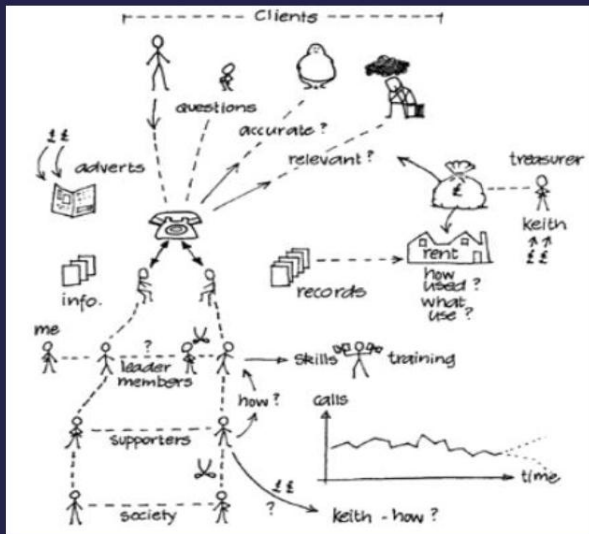 Clients
questions
accurate?
relevant?
££
adverts
treasurer
£
keith
££
rent
how
used?
what
use?
info.
records
me
?
leader
members
skills
training
how?
calls
supporters
time
££
?
society
keith - how?